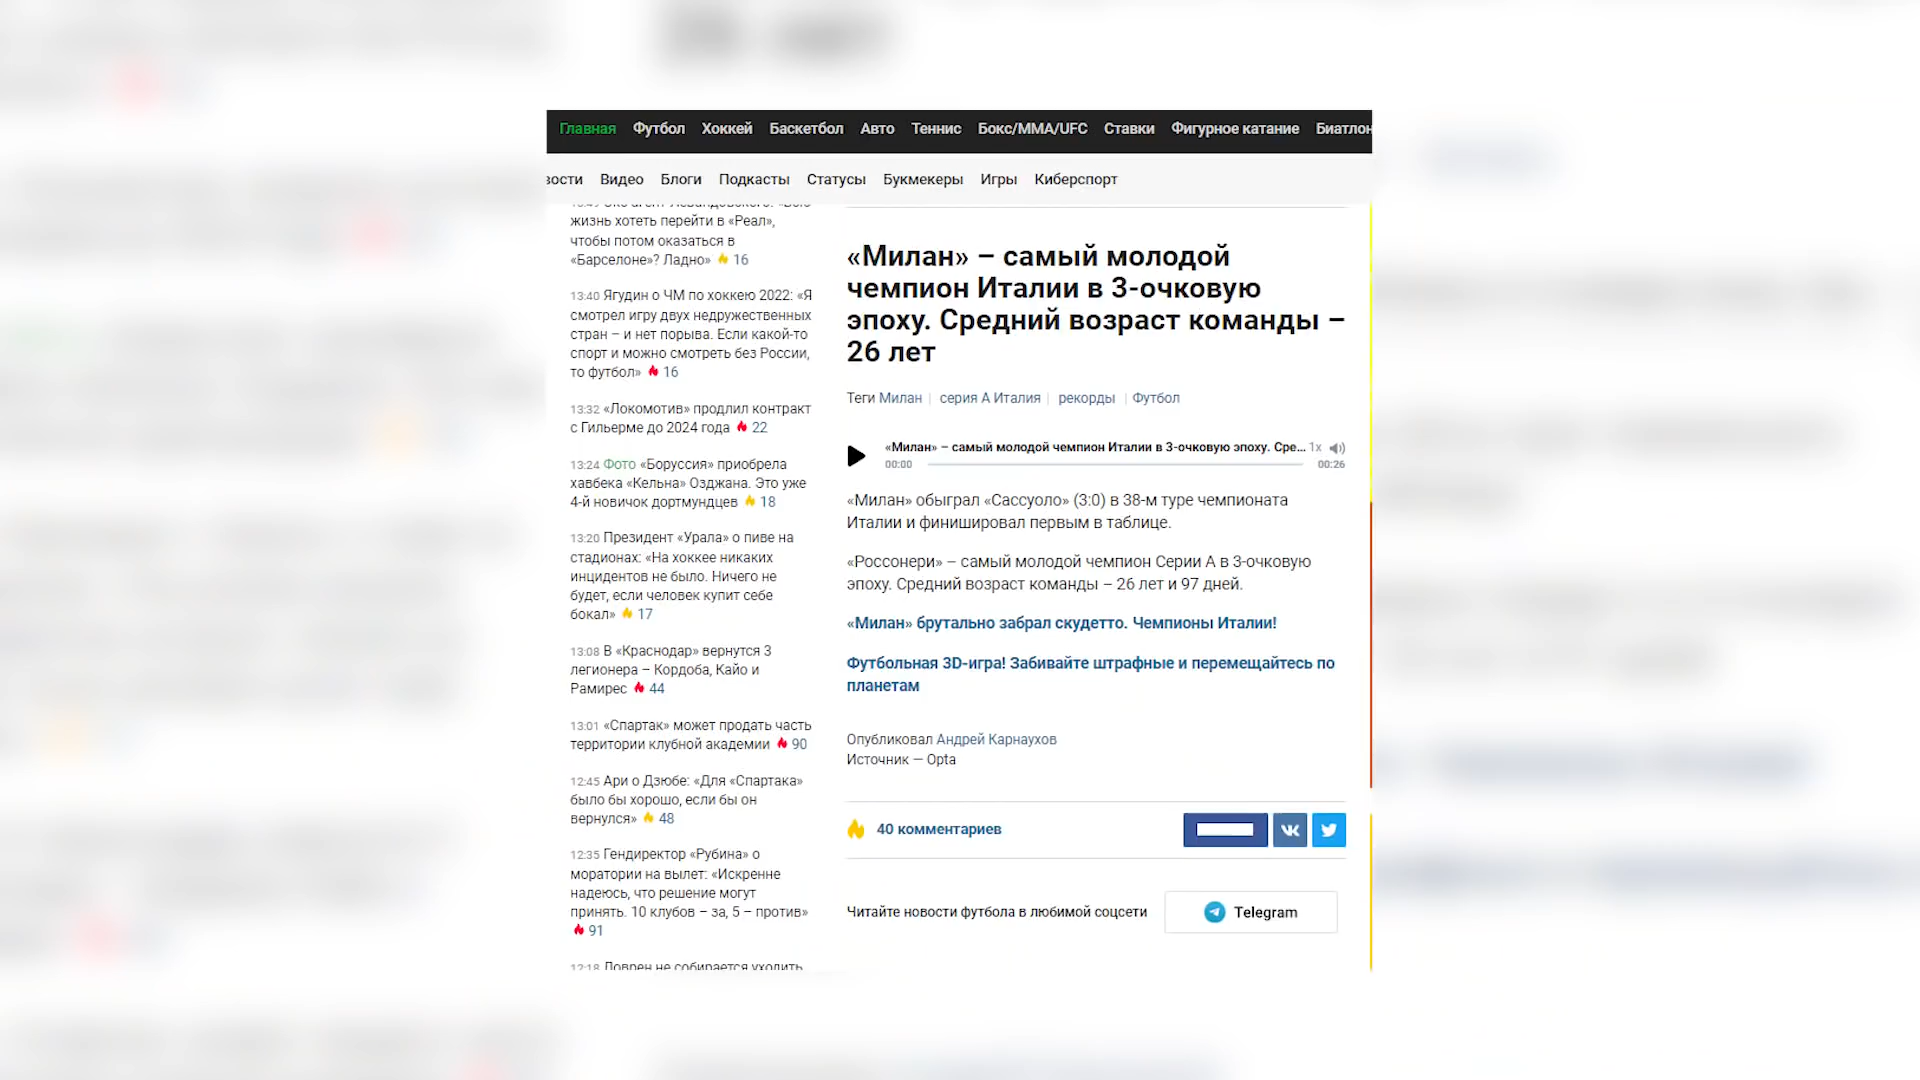 Главная Футбол Хоккей Баскетбол Авто Теннис Бокс/MMA/UFC Ставки Фигурное катание Биатлон
вости Видео Блоги Подкасты Статусы Букмекеры Игры Киберспорт
жизнь хотеть перейти в «Реал»,
чтобы потом оказаться в
«Барселоне»? Ладно» 16
13:40 Ягудин о ЧМ по хоккею 2022: «Я
смотрел игру двух недружественных
стран – и нет порыва. Если какой-то
спорт и можно смотреть без России,
то футбол» 16
13:32 «Локомотив» продлил контракт
с Гильерме до 2024 года 22
13:24 Фото «Боруссия» приобрела
хавбека «Кельна» Озджана. Это уже
4-й новичок дортмундцев 18
13:20 Президент «Урала» о пиве на
стадионах: «На хоккее никаких
инцидентов не было. Ничего не
будет, если человек купит себе
бокал» 17
13:08 В «Краснодар» вернутся 3
легионера – Кордоба, Кайо и
Рамирес 44
13:01 «Спартак» может продать часть
территории клубной академии 90
12:45 Ари о Дзюбе: «Для «Спартака»
было бы хорошо, если бы он
вернулся» 48
12:35 Гендиректор «Рубина» о
моратории на вылет: «Искренне
надеюсь, что решение могут
принять. 10 клубов – за, 5 – против»
91
12:18 Ловрен не собирается уходить
«Милан» – самый молодой
чемпион Италии в 3-очковую
эпоху. Средний возраст команды –
26 лет
Теги Милан серия А Италия рекорды Футбол
«Милан» – самый молодой чемпион Италии в 3-очковую эпоху. Сре... 1x
00:00 00:26
«Милан» обыграл «Сассуоло» (3:0) в 38-м туре чемпионата
Италии и финишировал первым в таблице.
«Россонери» – самый молодой чемпион Серии А в 3-очковую
эпоху. Средний возраст команды – 26 лет и 97 дней.
«Милан» брутально забрал скудетто. Чемпионы Италии!
Футбольная 3D-игра! Забивайте штрафные и перемещайтесь по
планетам
Опубликовал Андрей Карнаухов
Источник — Opta
40 комментариев
Читайте новости футбола в любимой соцсети Telegram